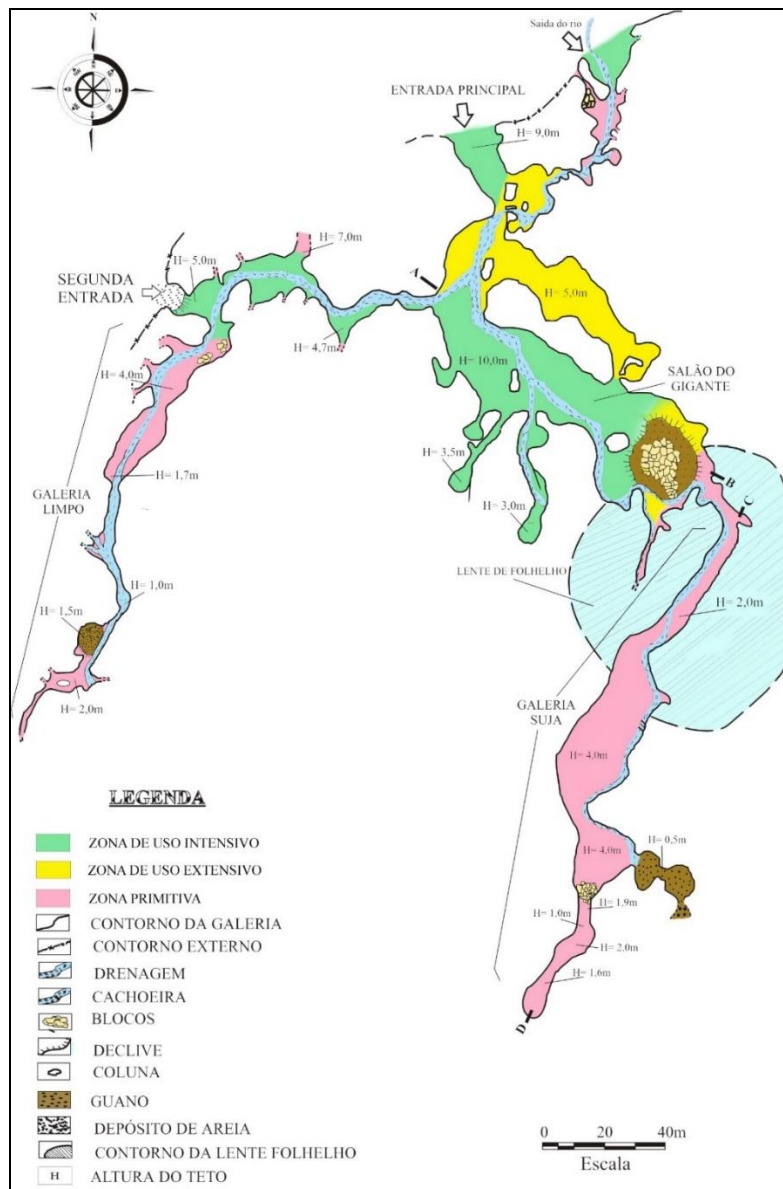 N
Saída do rio
ENTRADA PRINCIPAL
H= 9,0m
H= 7,0m
H= 5,0m
SEGUNDA
ENTRADA
A
H= 5,0m
H= 4,7m
H= 10,0m
SALÃO DO
GIGANTE
H= 4,0m
H= 3,5m
H= 1,7m
B
C
GALERIA
LIMPO
H= 3,0m
LENTE DE FOLHELHO
H= 1,0m
H= 2,0m
H= 1,5m
H= 2,0m
GALERIA
SUJA
H= 4,0m
H= 4,0m
H= 0,5m
H= 1,9m
H= 1,0m
H= 2,0m
H= 1,6m
D
LEGENDA
ZONA DE USO INTENSIVO
ZONA DE USO EXTENSIVO
ZONA PRIMITIVA
CONTORNO DA GALERIA
CONTORNO EXTERNO
DRENAGEM
CACHOEIRA
BLOCOS
DECLIVE
COLUNA
GUANO
DEPÓSITO DE AREIA
CONTORNO DA LENTE FOLHELHO
H ALTURA DO TETO
0 20 40m
Escala